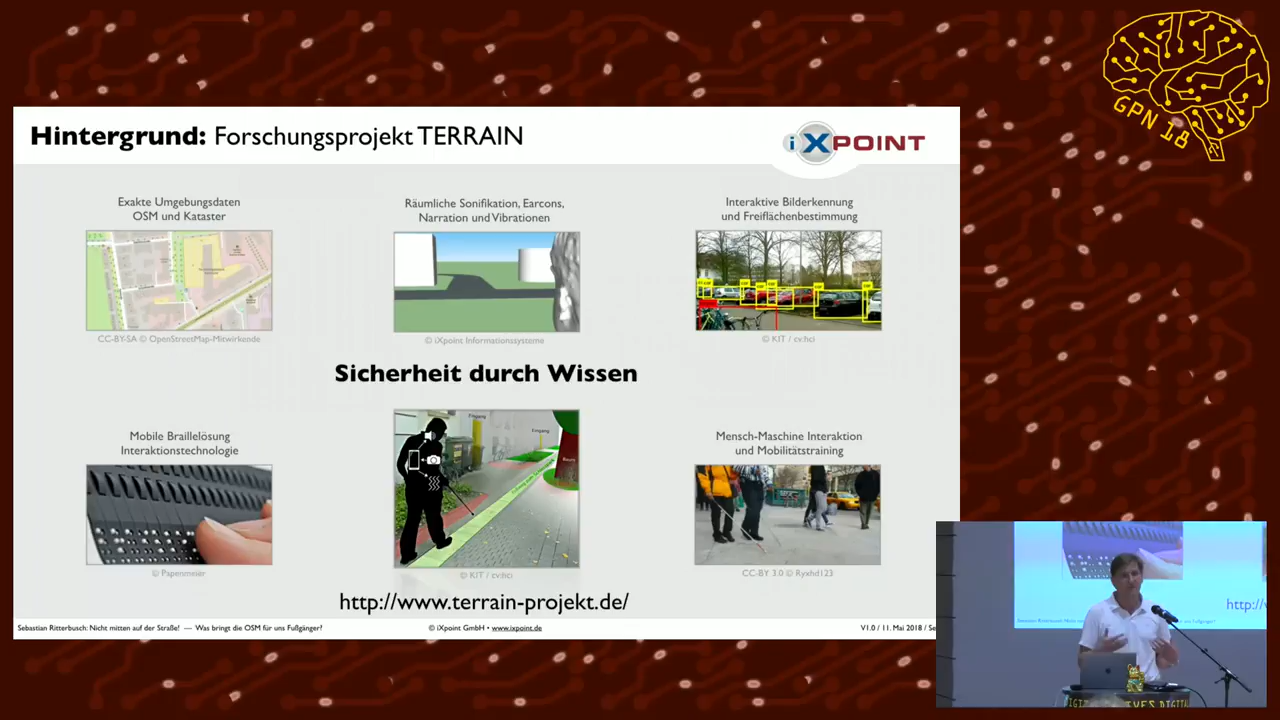 GPN 18
Hintergrund: Forschungsprojekt TERRAIN
iXPOINT
Exakte Umgebungsdaten
OSM und Kataster
CC-BY-SA © OpenStreetMap-Mitwirkende
Räumliche Sonifikation, Earcons,
Narration und Vibrationen
© iXpoint Informationssysteme
Interaktive Bilderkennung
und Freiflächenbestimmung
© KIT / cv:hci
Sicherheit durch Wissen
Mobile Braillelösung
Interaktionstechnologie
© Papenmeier
Eingang
Eingang
Baum
© KIT / cv:hci
Mensch-Maschine Interaktion
und Mobilitätstraining
CC-BY 3.0 © Ryxhd123
http://www.terrain-projekt.de/
Sebastian Ritterbusch: Nicht mitten auf der Straße! — Was bringt die OSM für uns Fußgänger?
© iXpoint GmbH • www.ixpoint.de
V1.0 / 11. Mai 2018 / Se
http://